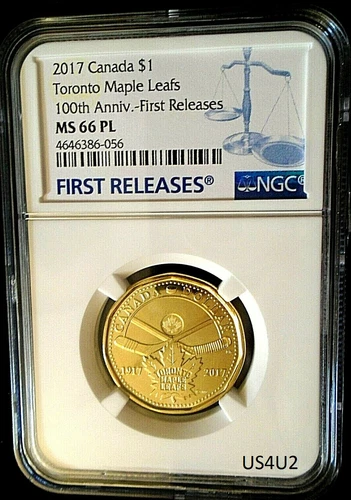 2017 Canada $1
Toronto Maple Leafs
100th Anniv.-First Releases
MS 66 PL
4646386-056
FIRST RELEASES®
NGC®
CANADA
1917 2017
TORONTO
MAPLE
LEAFS
US4U2